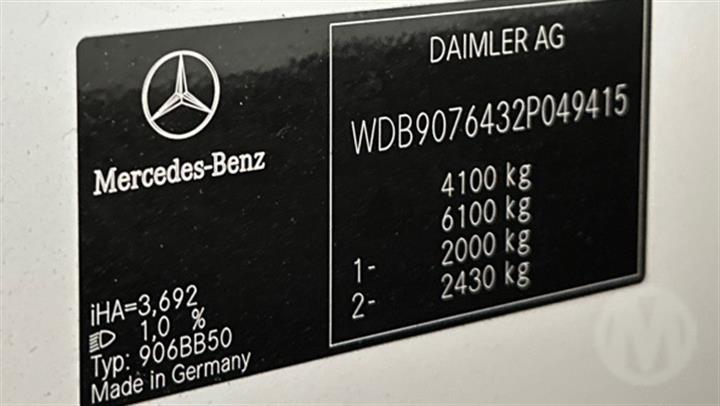 Mercedes-Benz
iHA=3,692
1,0 %
Typ: 906BB50
Made in Germany
DAIMLER AG
WDB9076432P049415
4100 kg
6100 kg
1- 2000 kg
2- 2430 kg
M